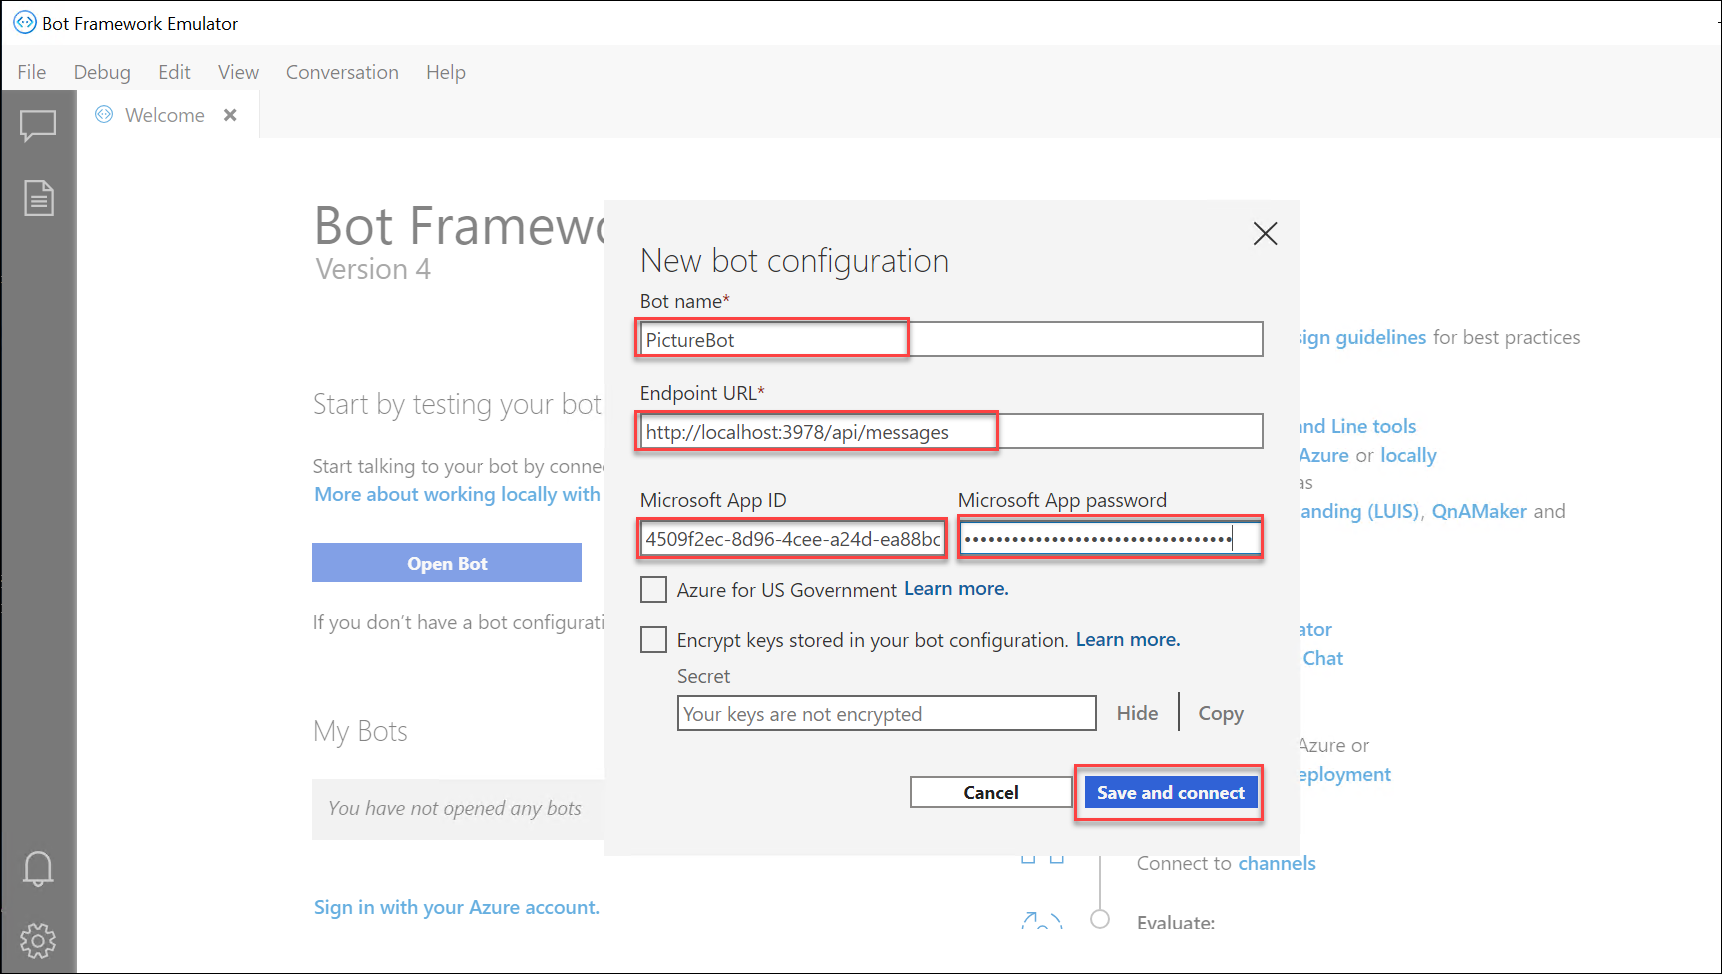 Bot Framework Emulator
File Debug Edit View Conversation Help
Welcome
Bot Framewo
Version 4
Start by testing your bot
Start talking to your bot by conne
More about working locally with
Open Bot
If you don't have a bot configurati
My Bots
You have not opened any bots
Sign in with your Azure account.
New bot configuration
Bot name*
PictureBot
Endpoint URL*
http://localhost:3978/api/messages
Microsoft App ID Microsoft App password
4509f2ec-8d96-4cee-a24d-ea88bc ••••••••••••••••••••••••••••••••
Azure for US Government Learn more.
Encrypt keys stored in your bot configuration. Learn more.
Secret
Your keys are not encrypted Hide Copy
Cancel Save and connect
sign guidelines for best practices
nd Line tools
Azure or locally
as
anding (LUIS), QnAMaker and
ator
Chat
Azure or
eployment
Connect to channels
Evaluate: